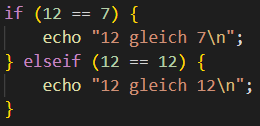 if (12 == 7) {
    echo "12 gleich 7\n";
} elseif (12 == 12) {
    echo "12 gleich 12\n";
}